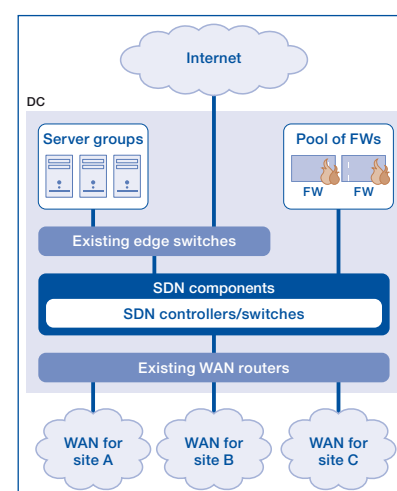 Internet
DC
Server groups
Pool of FWs
FW FW
Existing edge switches
SDN components
SDN controllers/switches
Existing WAN routers
WAN for
site A
WAN for
site B
WAN for
site C